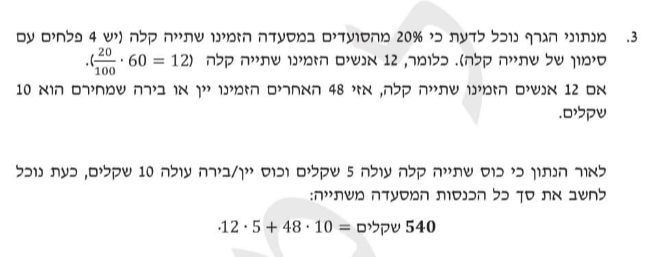 3. מנתוני הגרף נוכל לדעת כי 20% מהסועדים במסעדה הזמינו שתייה קלה (יש 4 פלחים עם
סימון של שתייה קלה). כלומר, 12 אנשים הזמינו שתייה קלה (20/100 · 60 = 12).
אם 12 אנשים הזמינו שתייה קלה, אזי 48 האחרים הזמינו יין או בירה שמחירם הוא 10
שקלים.
לאור הנתון כי כוס שתייה קלה עולה 5 שקלים וכוס יין/בירה עולה 10 שקלים, כעת נוכל
לחשב את סך כל הכנסות המסעדה משתייה:
12 · 5 + 48 · 10 = 540 שקלים.